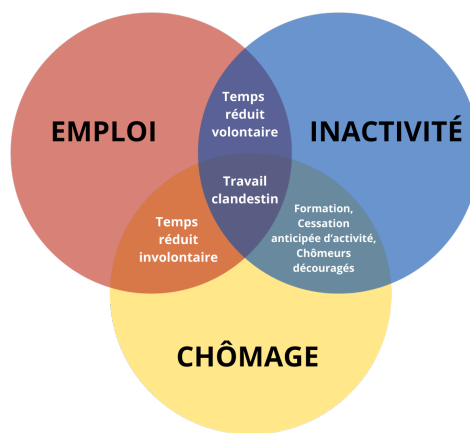 Temps
réduit
volontaire
EMPLOI
INACTIVITÉ
Travail
clandestin
Temps
réduit
involontaire
Formation,
Cessation
anticipée d'activité,
Chômeurs
découragés
CHÔMAGE